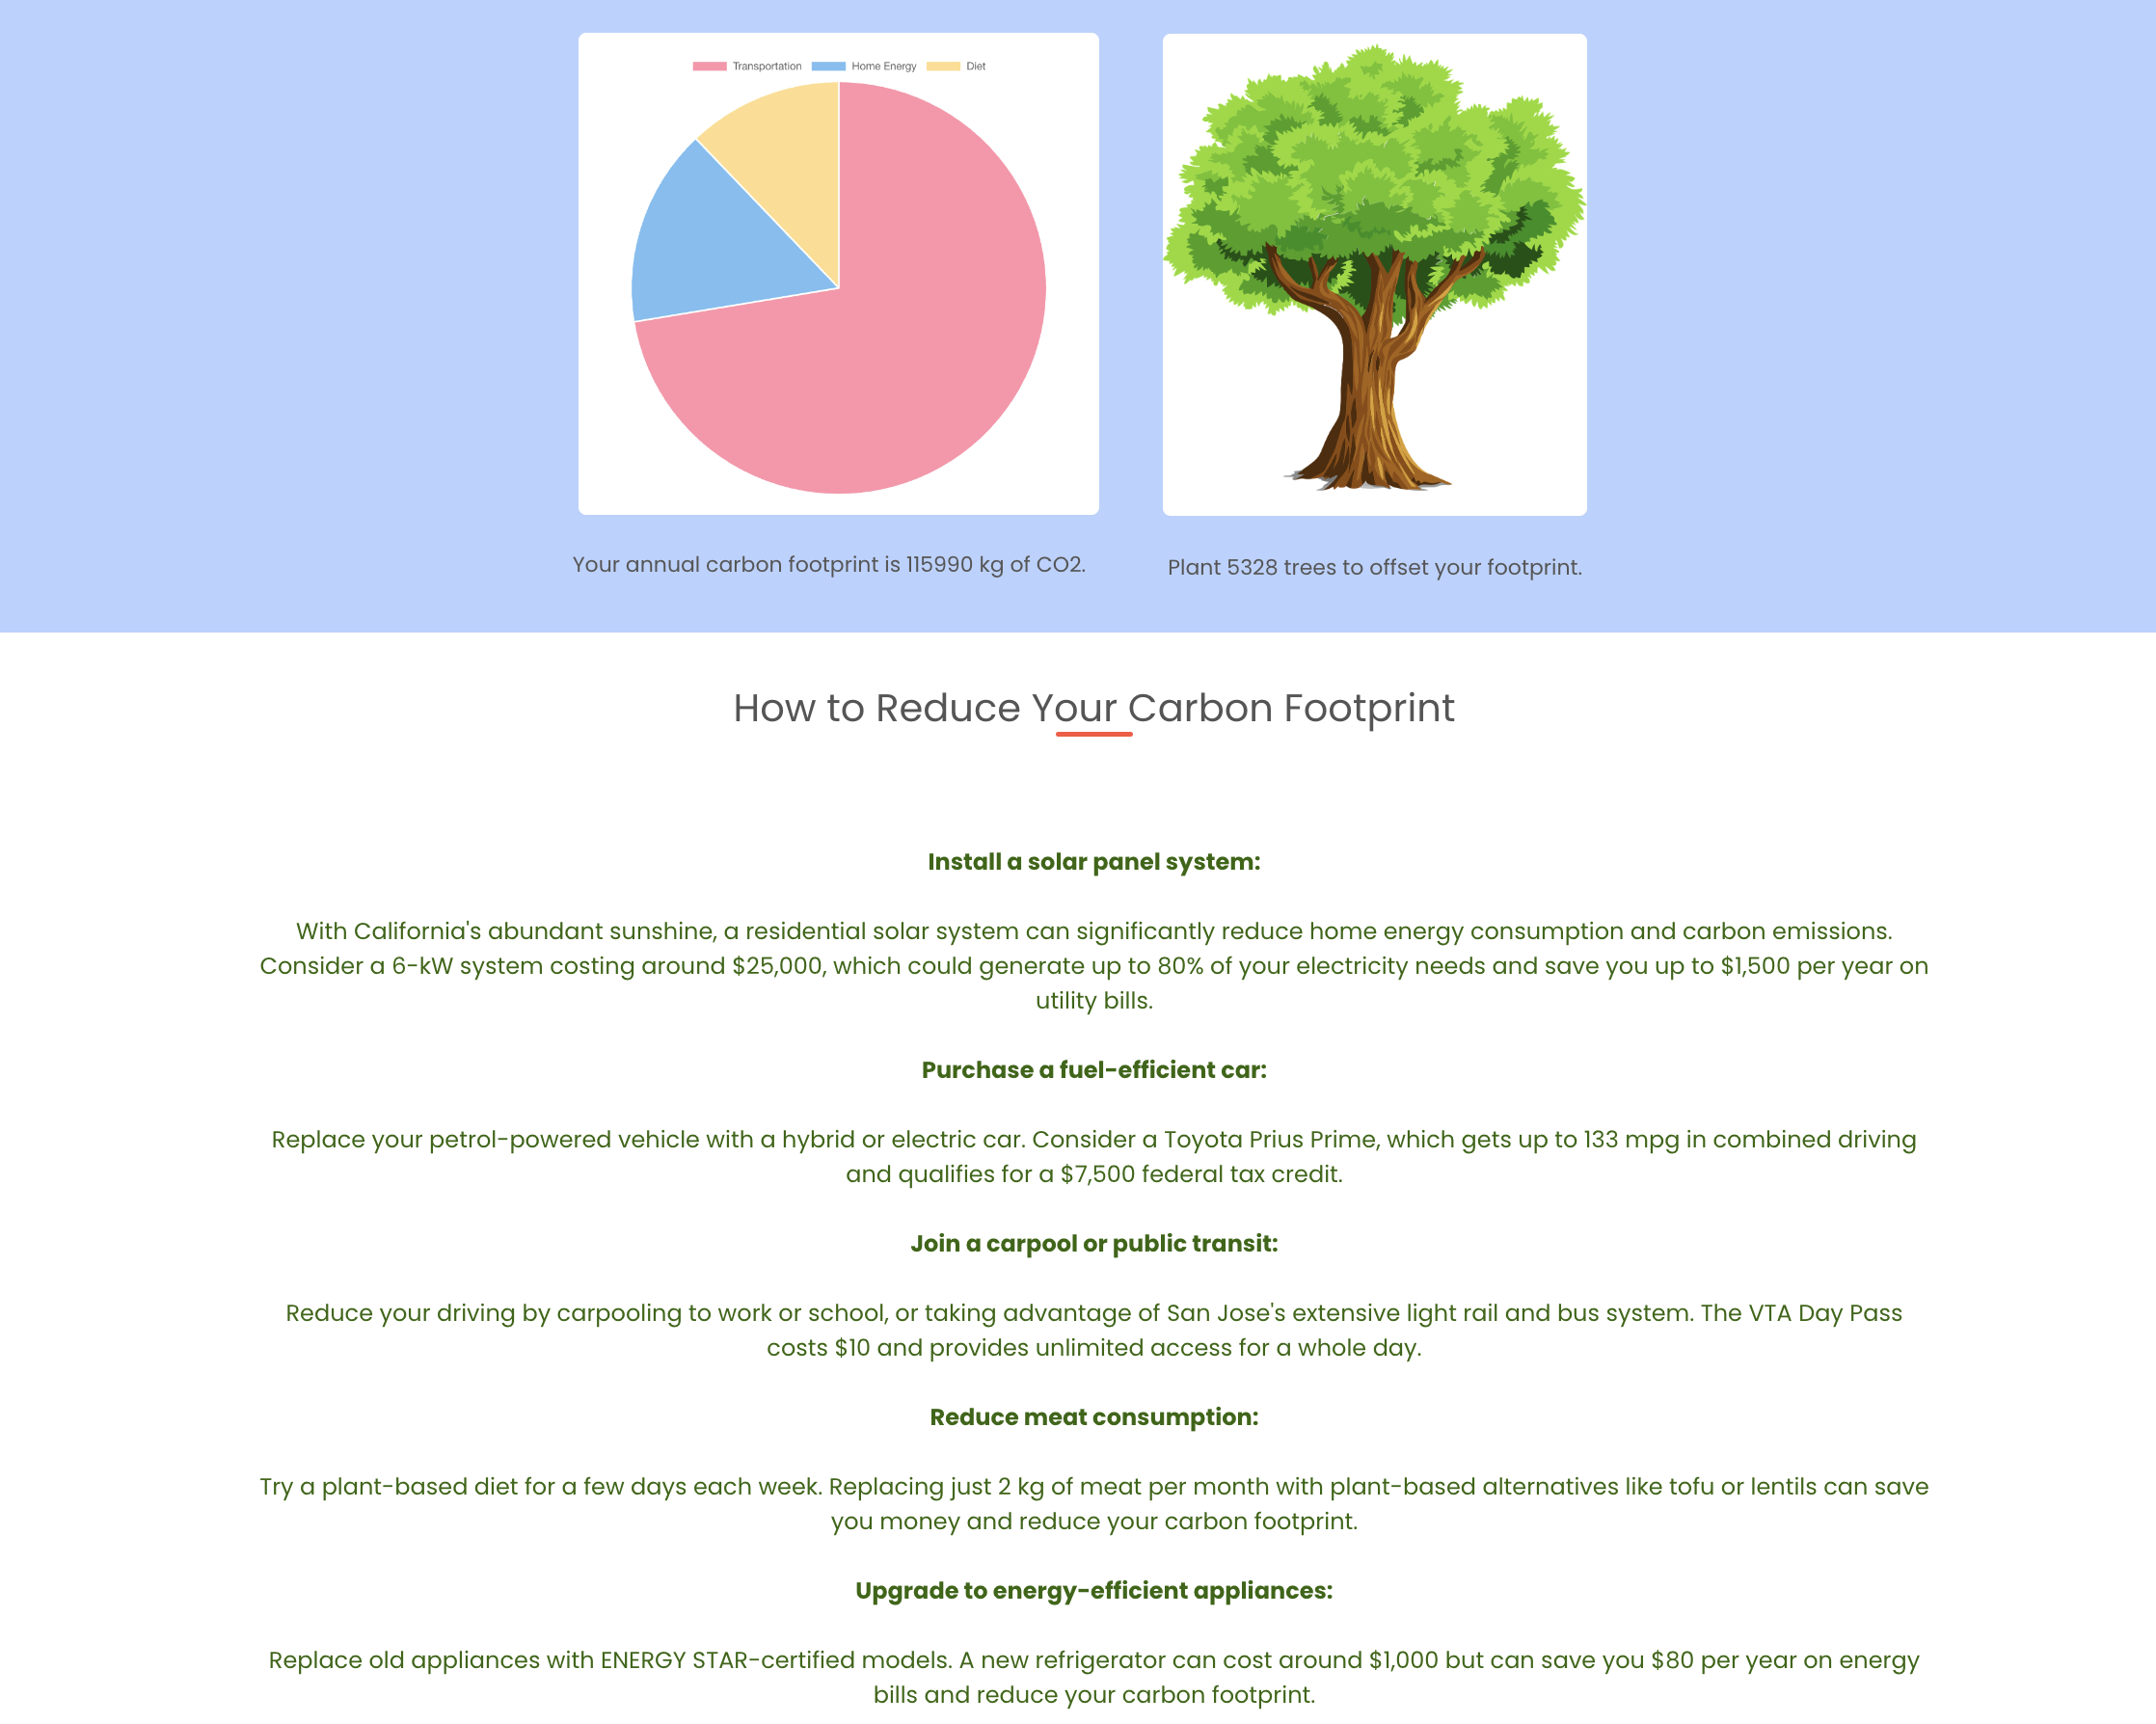 Transportation Home Energy Diet
Your annual carbon footprint is 115990 kg of CO2.
Plant 5328 trees to offset your footprint.
How to Reduce Your Carbon Footprint
Install a solar panel system:
With California's abundant sunshine, a residential solar system can significantly reduce home energy consumption and carbon emissions.
Consider a 6-kW system costing around $25,000, which could generate up to 80% of your electricity needs and save you up to $1,500 per year on
utility bills.
Purchase a fuel-efficient car:
Replace your petrol-powered vehicle with a hybrid or electric car. Consider a Toyota Prius Prime, which gets up to 133 mpg in combined driving
and qualifies for a $7,500 federal tax credit.
Join a carpool or public transit:
Reduce your driving by carpooling to work or school, or taking advantage of San Jose's extensive light rail and bus system. The VTA Day Pass
costs $10 and provides unlimited access for a whole day.
Reduce meat consumption:
Try a plant-based diet for a few days each week. Replacing just 2 kg of meat per month with plant-based alternatives like tofu or lentils can save
you money and reduce your carbon footprint.
Upgrade to energy-efficient appliances:
Replace old appliances with ENERGY STAR-certified models. A new refrigerator can cost around $1,000 but can save you $80 per year on energy
bills and reduce your carbon footprint.